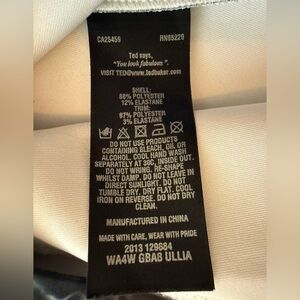 CA25456 RN95229
Ted says,
"You look fabulous".
VISIT TED@www.tedbaker.com
SHELL:
88% POLYESTER
12% ELASTANE
TRIM:
97% POLYESTER
3% ELASTANE
DO NOT USE PRODUCTS
CONTAINING BLEACH, OIL OR
ALCOHOL. COOL HAND WASH
SEPARATELY AT 30C. INSIDE OUT.
DO NOT WRING. RE-SHAPE
WHILST DAMP. DO NOT LEAVE IN
DIRECT SUNLIGHT. DO NOT
TUMBLE DRY. DRY FLAT. COOL
IRON ON REVERSE. DO NOT DRY
CLEAN.
MANUFACTURED IN CHINA
MADE WITH CARE, WEAR WITH PRIDE
2013 129884
WA4W GBA8 ULLIA